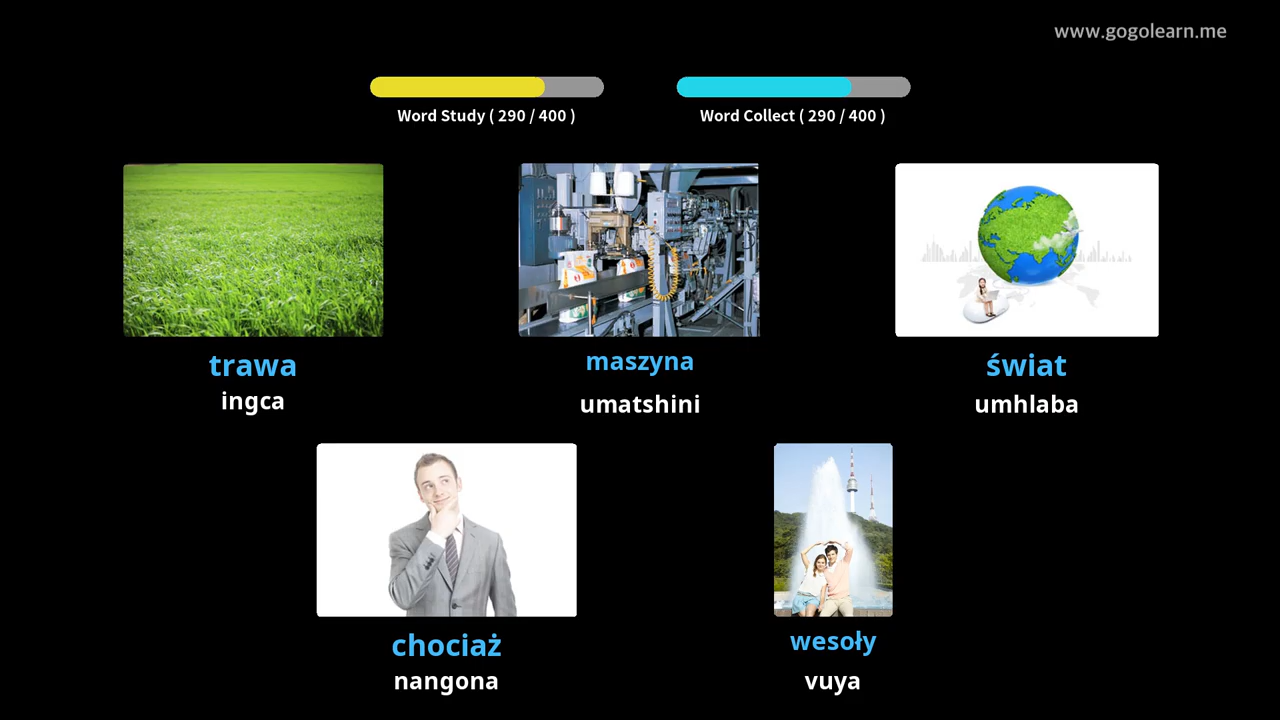 www.gogolearn.me
Word Study ( 290 / 400 )
Word Collect ( 290 / 400 )
trawa
ingca
maszyna
umatshini
świat
umhlaba
chociaż
nangona
wesoły
vuya